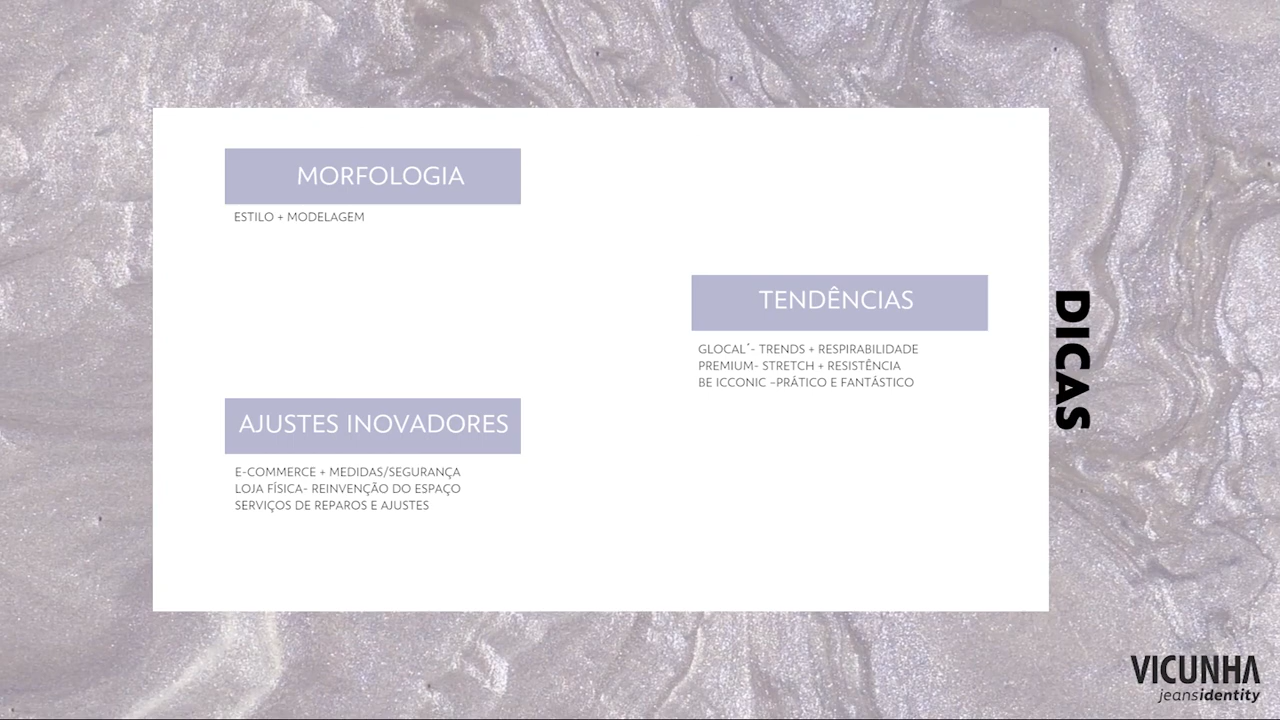 MORFOLOGIA
ESTILO + MODELAGEM
TENDÊNCIAS
GLOCAL´- TRENDS + RESPIRABILIDADE
PREMIUM- STRETCH + RESISTÊNCIA
BE ICCONIC –PRÁTICO E FANTÁSTICO
AJUSTES INOVADORES
E-COMMERCE + MEDIDAS/SEGURANÇA
LOJA FÍSICA- REINVENÇÃO DO ESPAÇO
SERVIÇOS DE REPAROS E AJUSTES
DICAS
VICUNHA
jeansidentity